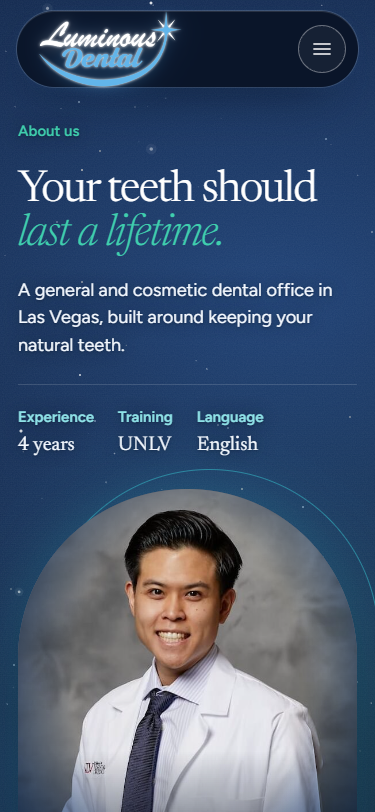 Luminous
Dental
About us
Your teeth should
last a lifetime.
A general and cosmetic dental office in
Las Vegas, built around keeping your
natural teeth.
Experience Training Language
4 years UNLV English